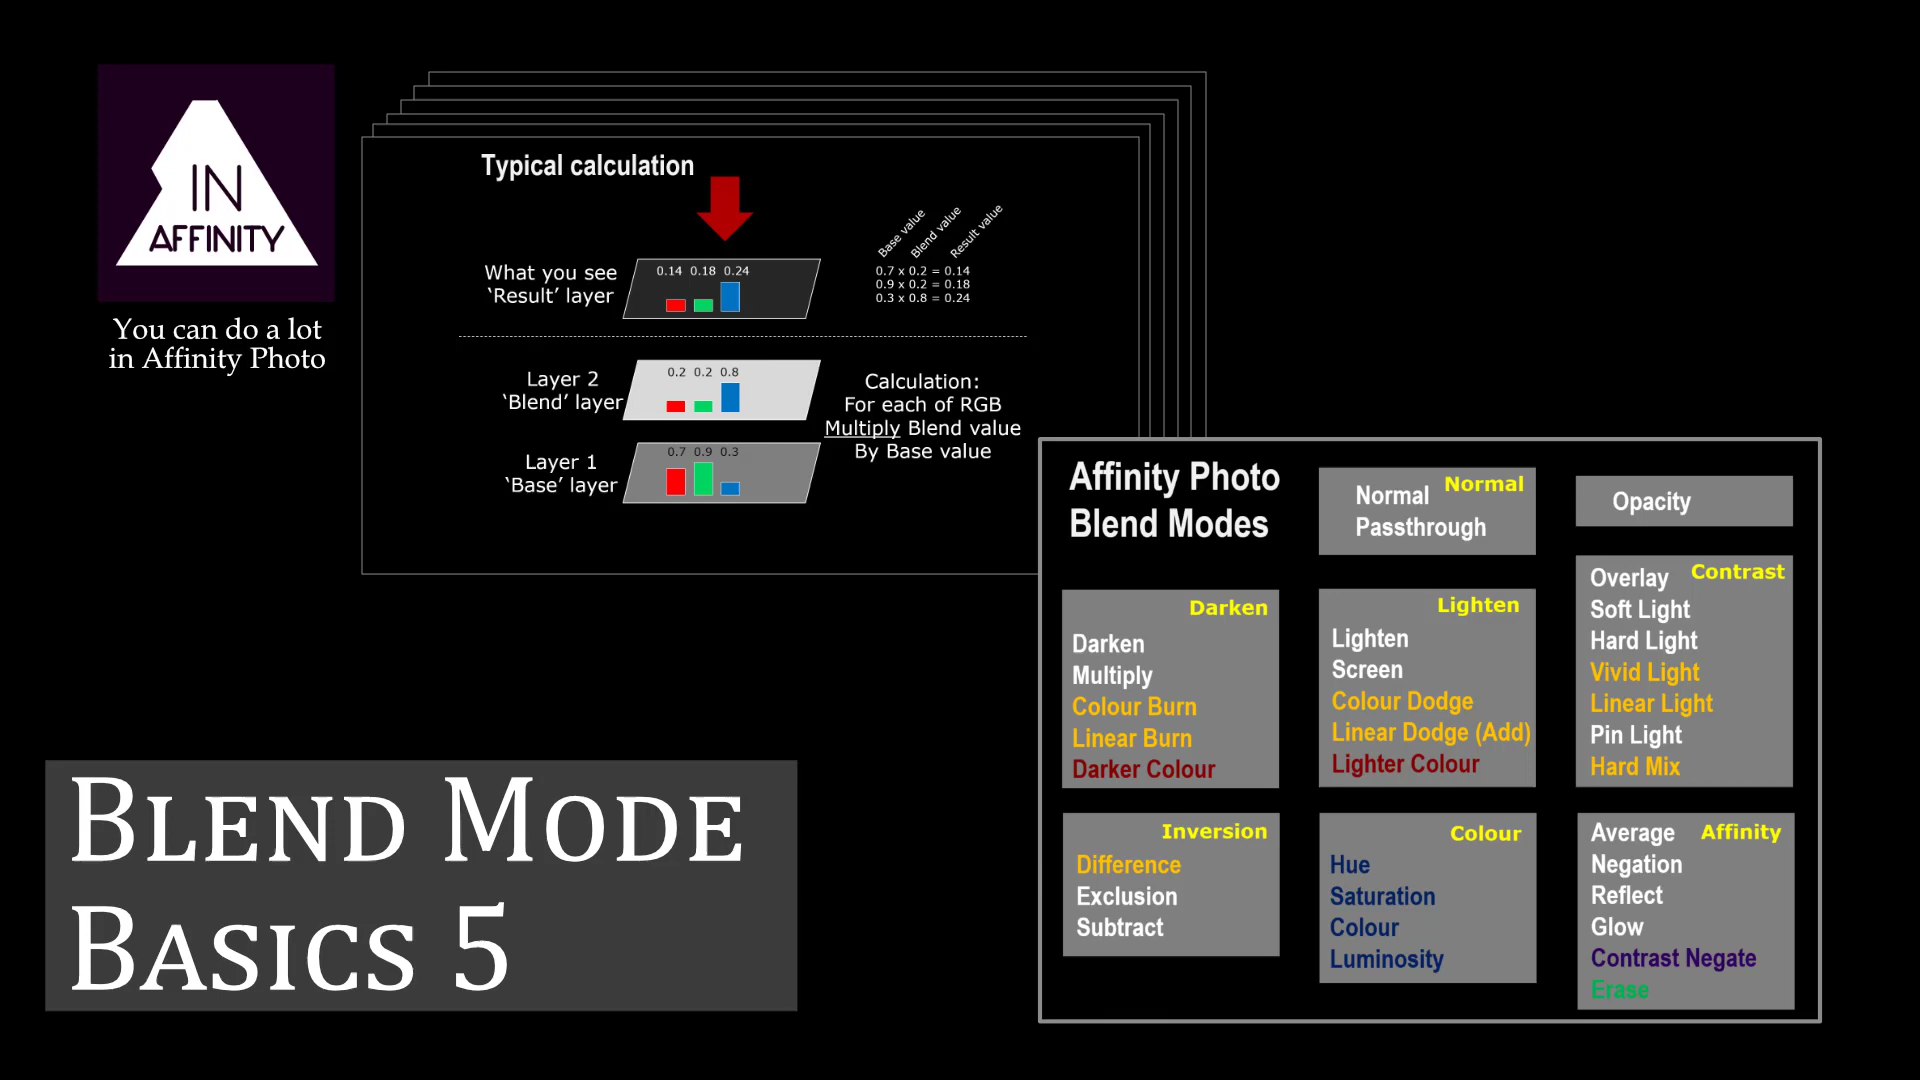 IN
AFFINITY
You can do a lot
in Affinity Photo
Typical calculation
What you see
‘Result’ layer
0.14 0.18 0.24
Base value
Blend value
Result value
0.7 x 0.2 = 0.14
0.9 x 0.2 = 0.18
0.3 x 0.8 = 0.24
Layer 2
‘Blend’ layer
0.2 0.2 0.8
Layer 1
‘Base’ layer
0.7 0.9 0.3
Calculation:
For each of RGB
Multiply Blend value
By Base value
BLEND MODE
BASICS 5
Affinity Photo
Blend Modes
Normal
Normal
Passthrough
Opacity
Darken
Darken
Multiply
Colour Burn
Linear Burn
Darker Colour
Lighten
Lighten
Screen
Colour Dodge
Linear Dodge (Add)
Lighter Colour
Contrast
Overlay
Soft Light
Hard Light
Vivid Light
Linear Light
Pin Light
Hard Mix
Inversion
Difference
Exclusion
Subtract
Colour
Hue
Saturation
Colour
Luminosity
Affinity
Average
Negation
Reflect
Glow
Contrast Negate
Erase